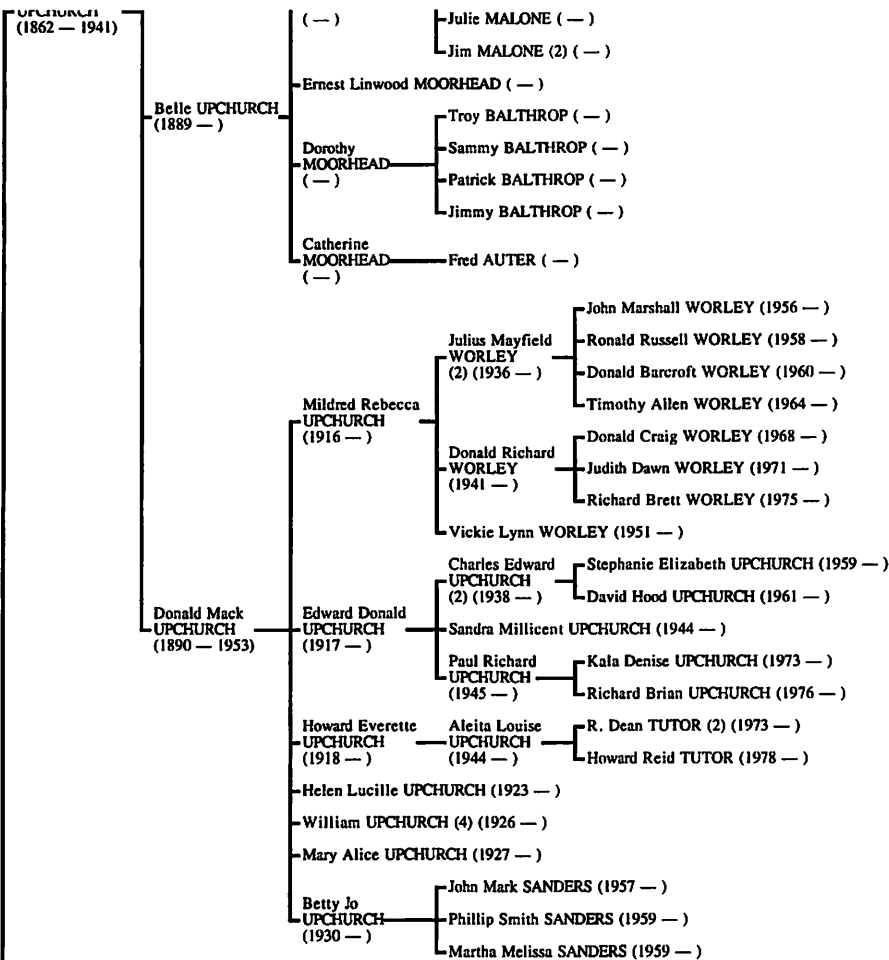 UPCHURCH
(1862 — 1941)
( — )
Julie MALONE ( — )
Jim MALONE (2) ( — )
Ernest Linwood MOORHEAD ( — )
Belle UPCHURCH
(1889 — )
Troy BALTHROP ( — )
Dorothy
MOORHEAD
( — )
Sammy BALTHROP ( — )
Patrick BALTHROP ( — )
Jimmy BALTHROP ( — )
Catherine
MOORHEAD
( — )
Fred AUTER ( — )
John Marshall WORLEY (1956 — )
Julius Mayfield
WORLEY
(2) (1936 — )
Ronald Russell WORLEY (1958 — )
Donald Barcroft WORLEY (1960 — )
Timothy Allen WORLEY (1964 — )
Mildred Rebecca
UPCHURCH
(1916 — )
Donald Richard
WORLEY
(1941 — )
Donald Craig WORLEY (1968 — )
Judith Dawn WORLEY (1971 — )
Richard Brett WORLEY (1975 — )
Vickie Lynn WORLEY (1951 — )
Charles Edward
UPCHURCH
(2) (1938 — )
Stephanie Elizabeth UPCHURCH (1959 — )
David Hood UPCHURCH (1961 — )
Donald Mack
UPCHURCH
(1890 — 1953)
Edward Donald
UPCHURCH
(1917 — )
Sandra Millicent UPCHURCH (1944 — )
Paul Richard
UPCHURCH
(1945 — )
Kala Denise UPCHURCH (1973 — )
Richard Brian UPCHURCH (1976 — )
Howard Everette
UPCHURCH
(1918 — )
Aleita Louise
UPCHURCH
(1944 — )
R. Dean TUTOR (2) (1973 — )
Howard Reid TUTOR (1978 — )
Helen Lucille UPCHURCH (1923 — )
William UPCHURCH (4) (1926 — )
Mary Alice UPCHURCH (1927 — )
Betty Jo
UPCHURCH
(1930 — )
John Mark SANDERS (1957 — )
Phillip Smith SANDERS (1959 — )
Martha Melissa SANDERS (1959 — )